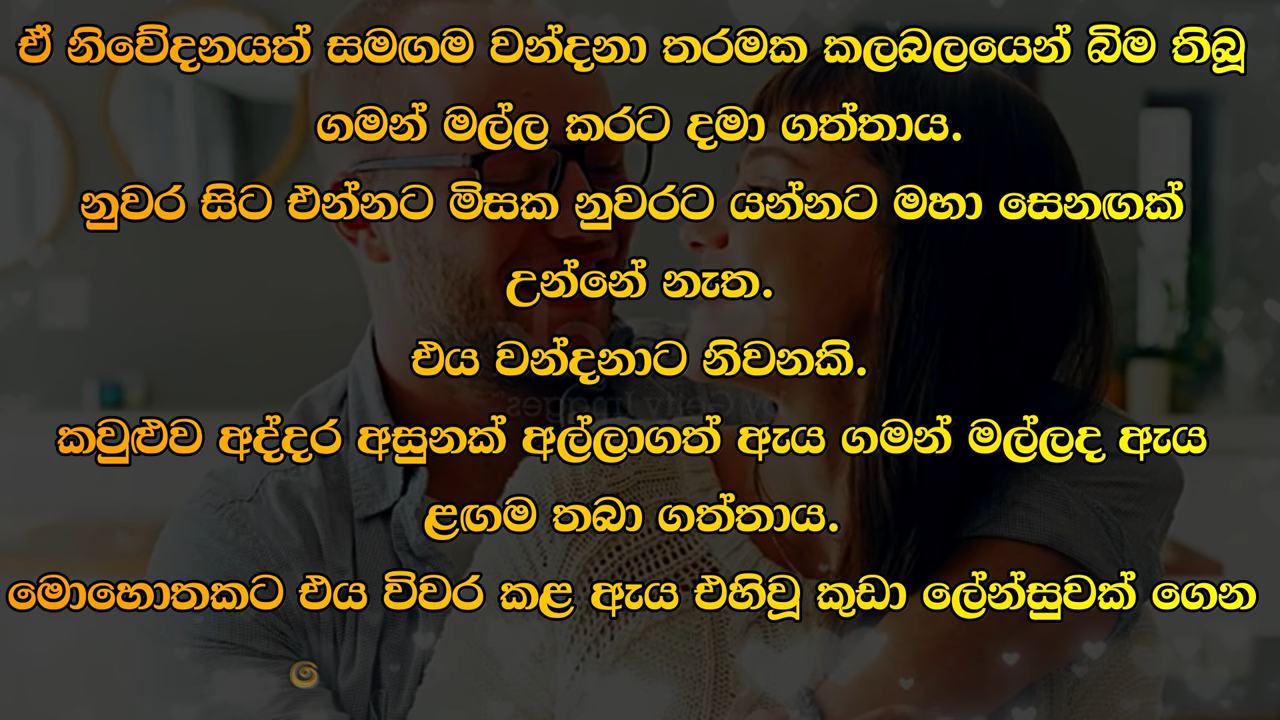 ඒ නිවේදනයත් සමඟම වන්දනා තරමක කලබලයෙන් බිම තිබූ
ගමන් මල්ල කරට දමා ගත්තාය.
නුවර සිට එන්නට මිසක නුවරට යන්නට මහා සෙනඟක්
උන්නේ නැත.
එය වන්දනාට නිවනකි.
කවුළුව අද්දර අසුනක් අල්ලාගත් ඇය ගමන් මල්ලද ඇය
ළඟම තබා ගත්තාය.
මොහොතකට එය විවර කළ ඇය එහිවූ කුඩා ලේන්සුවක් ගෙන